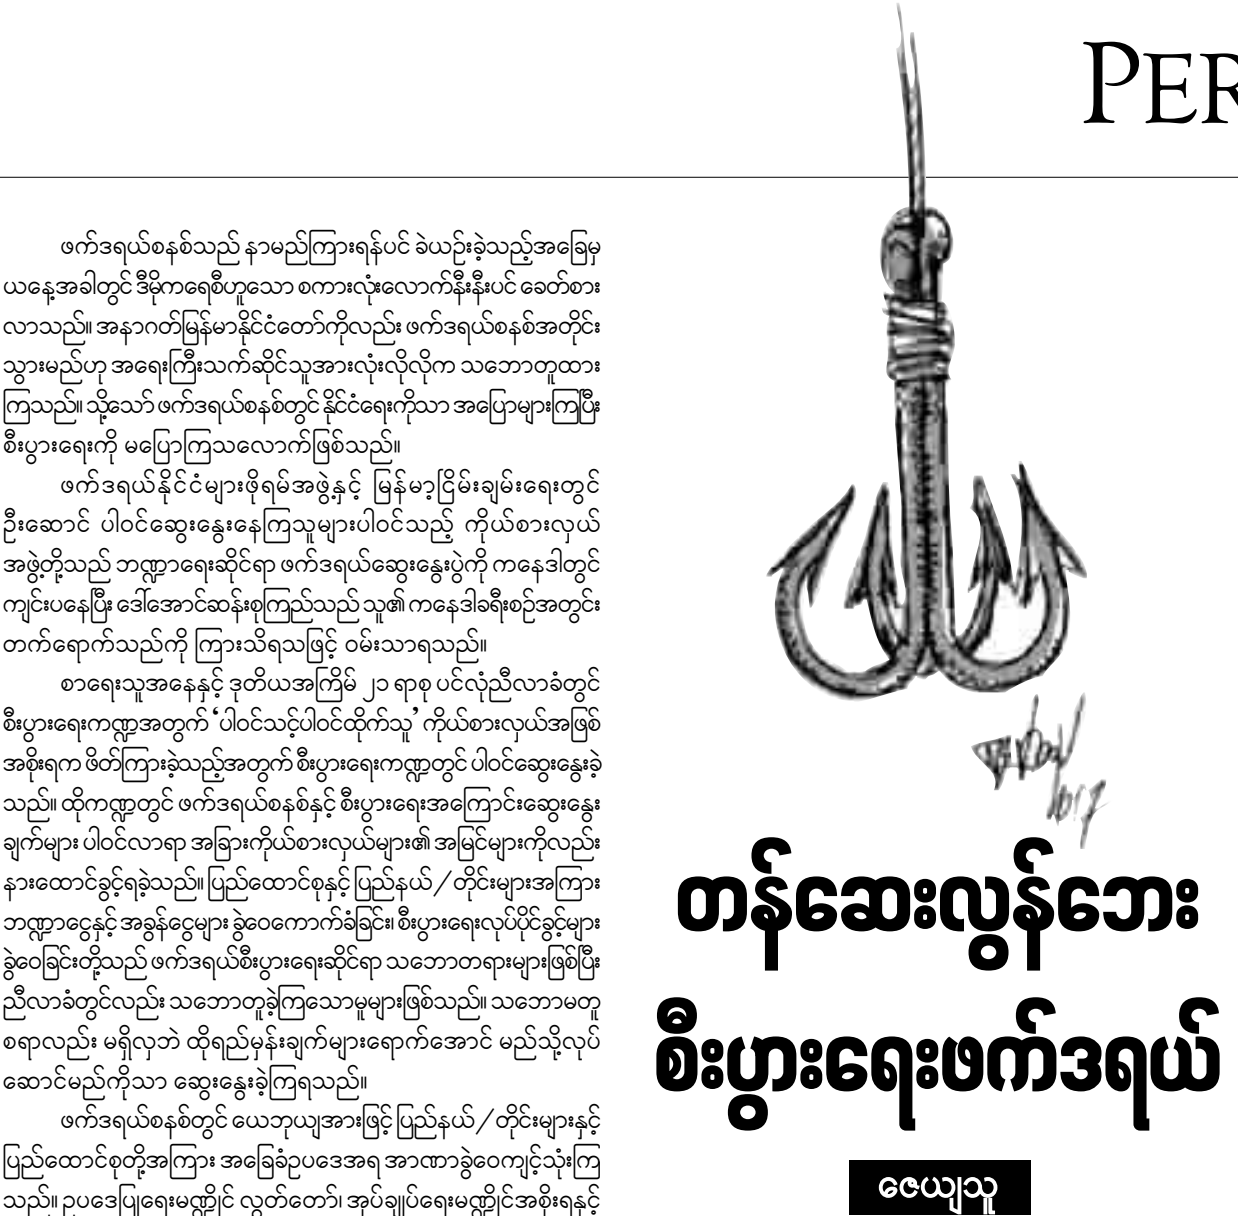 PER
ဖက်ဒရယ်စနစ်သည် နာမည်ကြားရန်ပင် ခဲယဉ်းခဲ့သည့်အခြေမှ
ယနေ့အခါတွင် ဒီမိုကရေစီဟူသော စကားလုံးလောက်နီးနီးပင် ခေတ်စား
လာသည်။ အနာဂတ်မြန်မာနိုင်ငံတော်ကိုလည်း ဖက်ဒရယ်စနစ်အတိုင်း
သွားမည်ဟု အရေးကြီးသက်ဆိုင်သူအားလုံးလိုလိုက သဘောတူထား
ကြသည်။ သို့သော် ဖက်ဒရယ်စနစ်တွင် နိုင်ငံရေးကိုသာ အပြောများကြပြီး
စီးပွားရေးကို မပြောကြသလောက်ဖြစ်သည်။
ဖက်ဒရယ်နိုင်ငံများဖိုရမ်အဖွဲ့နှင့် မြန်မာ့ငြိမ်းချမ်းရေးတွင်
ဦးဆောင် ပါဝင်ဆွေးနွေးနေကြသူများပါဝင်သည့် ကိုယ်စားလှယ်
အဖွဲ့တို့သည် ဘဏ္ဍာရေးဆိုင်ရာ ဖက်ဒရယ်ဆွေးနွေးပွဲကို ကနေဒါတွင်
ကျင်းပနေပြီး ဒေါ်အောင်ဆန်းစုကြည်သည် သူ၏ ကနေဒါခရီးစဉ်အတွင်း
တက်ရောက်သည်ကို ကြားသိရသဖြင့် ဝမ်းသာရသည်။
စာရေးသူအနေနှင့် ဒုတိယအကြိမ် ၂၁ ရာစု ပင်လုံညီလာခံတွင်
စီးပွားရေးကဏ္ဍအတွက် ‘ပါဝင်သင့်ပါဝင်ထိုက်သူ’ ကိုယ်စားလှယ်အဖြစ်
အစိုးရက ဖိတ်ကြားခဲ့သည့်အတွက် စီးပွားရေးကဏ္ဍတွင် ပါဝင်ဆွေးနွေးခဲ့
သည်။ ထိုကဏ္ဍတွင် ဖက်ဒရယ်စနစ်နှင့် စီးပွားရေးအကြောင်းဆွေးနွေး
ချက်များ ပါဝင်လာရာ အခြားကိုယ်စားလှယ်များ၏ အမြင်များကိုလည်း
နားထောင်ခွင့်ရခဲ့သည်။ ပြည်ထောင်စုနှင့် ပြည်နယ်/တိုင်းများအကြား
ဘဏ္ဍာငွေနှင့် အခွန်ငွေများ ခွဲဝေကောက်ခံခြင်း၊ စီးပွားရေးလုပ်ပိုင်ခွင့်များ
ခွဲဝေခြင်းတို့သည် ဖက်ဒရယ်စီးပွားရေးဆိုင်ရာ သဘောတရားများဖြစ်ပြီး
ညီလာခံတွင်လည်း သဘောတူခဲ့ကြသောမူများဖြစ်သည်။ သဘောမတူ
စရာလည်း မရှိလှဘဲ ထိုရည်မှန်းချက်များရောက်အောင် မည်သို့လုပ်
ဆောင်မည်ကိုသာ ဆွေးနွေးခဲ့ကြရသည်။
ဖက်ဒရယ်စနစ်တွင် ယေဘုယျအားဖြင့် ပြည်နယ်/တိုင်းများနှင့်
ပြည်ထောင်စုတို့အကြား အခြေခံဥပဒေအရ အာဏာခွဲဝေကျင့်သုံးကြ
သည်။ ဥပဒေပြုရေးမဏ္ဍိုင် လွှတ်တော်၊ အုပ်ချုပ်ရေးမဏ္ဍိုင်အစိုးရနှင့်
တန်ဆေးလွန်ဘေး
စီးပွားရေးဖက်ဒရယ်
ဇေယျသူ